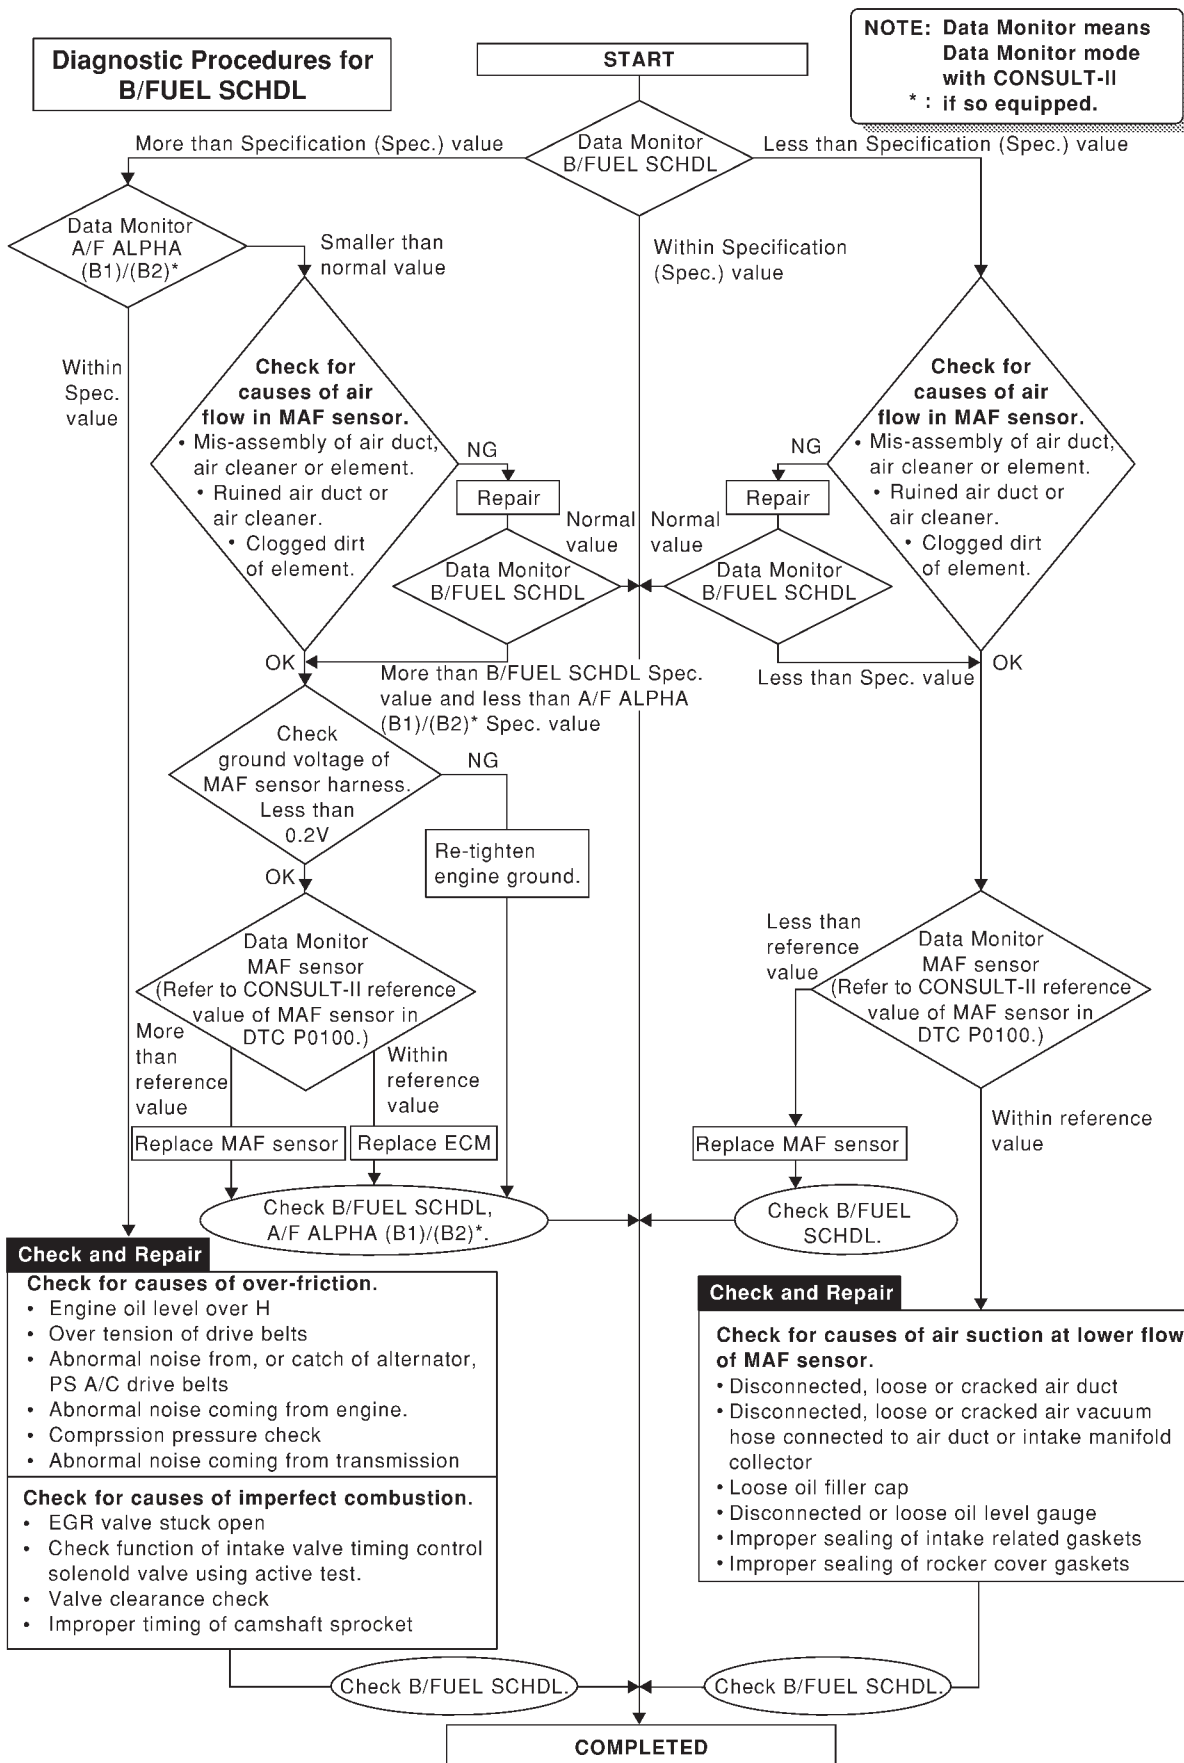 Diagnostic Procedures for
B/FUEL SCHDL
START
NOTE: Data Monitor means
Data Monitor mode
with CONSULT-II
* : if so equipped.
More than Specification (Spec.) value
Data Monitor
B/FUEL SCHDL
Less than Specification (Spec.) value
Data Monitor
A/F ALPHA
(B1)/(B2)*
Smaller than
normal value
Within Specification
(Spec.) value
Within
Spec.
value
Check for
causes of air
flow in MAF sensor.
• Mis-assembly of air duct,
air cleaner or element.
• Ruined air duct or
air cleaner.
• Clogged dirt
of element.
NG
Repair
Normal
value
Data Monitor
B/FUEL SCHDL
Check for
causes of air
flow in MAF sensor.
• Mis-assembly of air duct,
air cleaner or element.
• Ruined air duct or
air cleaner.
• Clogged dirt
of element.
NG
Repair
Normal
value
Data Monitor
B/FUEL SCHDL
OK
More than B/FUEL SCHDL Spec.
value and less than A/F ALPHA
(B1)/(B2)* Spec. value
Less than Spec. value
OK
Check
ground voltage of
MAF sensor harness.
Less than
0.2V
NG
Re-tighten
engine ground.
OK
Data Monitor
MAF sensor
(Refer to CONSULT-II reference
value of MAF sensor in
DTC P0100.)
More
than
reference
value
Within
reference
value
Replace MAF sensor
Replace ECM
Check B/FUEL SCHDL,
A/F ALPHA (B1)/(B2)*.
Less than
reference
value
Data Monitor
MAF sensor
(Refer to CONSULT-II reference
value of MAF sensor in
DTC P0100.)
Within reference
value
Replace MAF sensor
Check B/FUEL
SCHDL.
Check and Repair
Check for causes of over-friction.
• Engine oil level over H
• Over tension of drive belts
• Abnormal noise from, or catch of alternator,
PS A/C drive belts
• Abnormal noise coming from engine.
• Comprssion pressure check
• Abnormal noise coming from transmission
Check for causes of imperfect combustion.
• EGR valve stuck open
• Check function of intake valve timing control
solenold valve using active test.
• Valve clearance check
• Improper timing of camshaft sprocket
Check and Repair
Check for causes of air suction at lower flow
of MAF sensor.
• Disconnected, loose or cracked air duct
• Disconnected, loose or cracked air vacuum
hose connected to air duct or intake manifold
collector
• Loose oil filler cap
• Disconnected or loose oil level gauge
• Improper sealing of intake related gaskets
• Improper sealing of rocker cover gaskets
Check B/FUEL SCHDL.
Check B/FUEL SCHDL.
COMPLETED